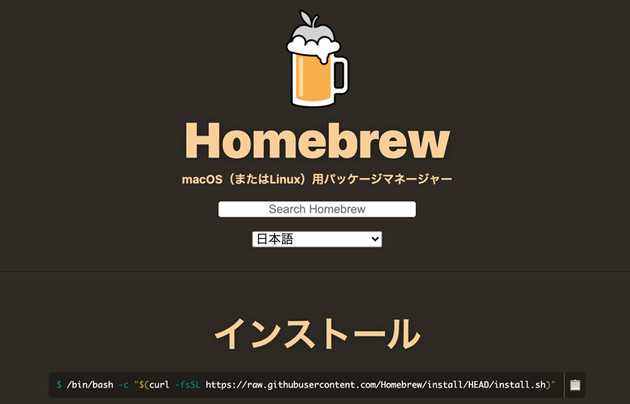 Homebrew
macOS（またはLinux）用パッケージマネージャー
Search Homebrew
日本語
インストール
$ /bin/bash -c "$(curl -fsSL https://raw.githubusercontent.com/Homebrew/install/HEAD/install.sh)"